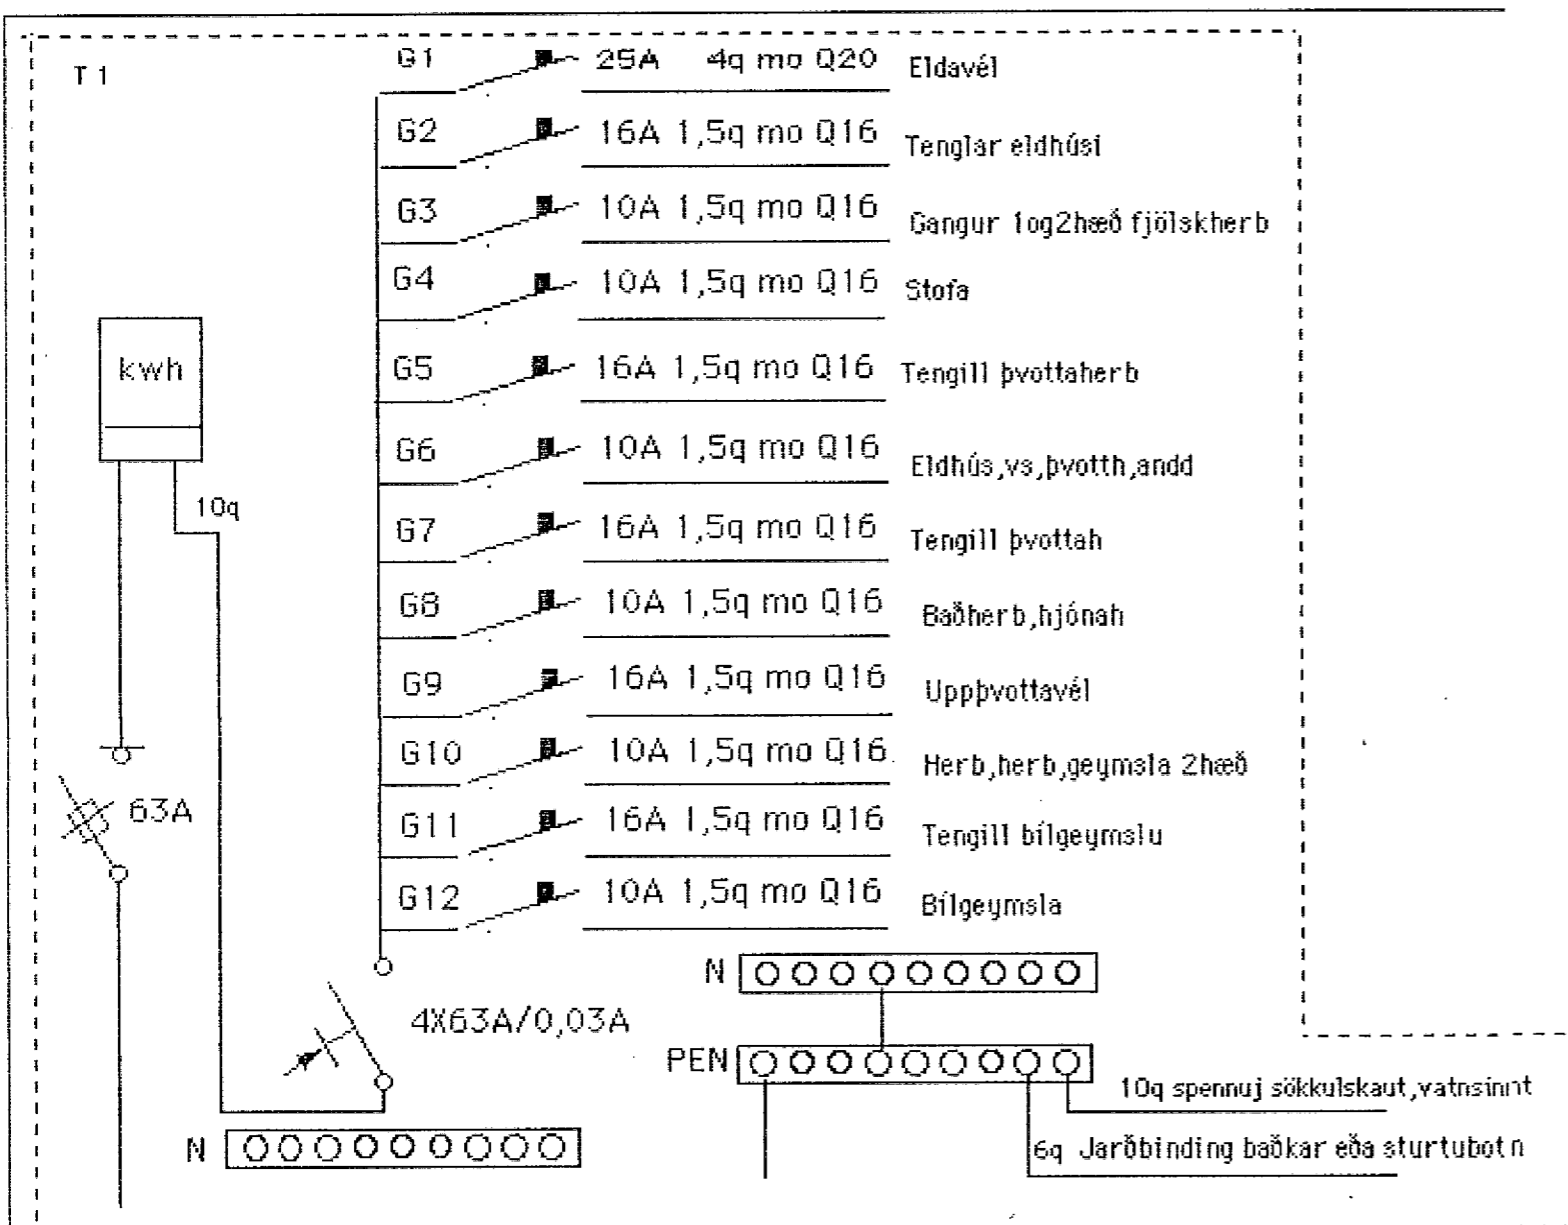 T 1
G1 25A 4q mo Q20 Eldavél
G2 16A 1,5q mo Q16 Tenglar eldhúsi
G3 10A 1,5q mo Q16 Gangur 1og2hæð fjölskherb
G4 10A 1,5q mo Q16 Stofa
G5 16A 1,5q mo Q16 Tengill þvottaherb
G6 10A 1,5q mo Q16 Eldhús,vs,þvotth,andd
G7 16A 1,5q mo Q16 Tengill þvottah
G8 10A 1,5q mo Q16 Baðherb,hjónah
G9 16A 1,5q mo Q16 Uppþvottavél
G10 10A 1,5q mo Q16 Herb,herb,geymsla 2hæð
G11 16A 1,5q mo Q16 Tengill bílgeymslu
G12 10A 1,5q mo Q16 Bílgeymsla
kwh
10q
63A
4X63A/0,03A
N
PEN
10q spennuj sökkulskaut,vatnsinnt
6q Jarðbinding baðkar eða sturtubotn
N